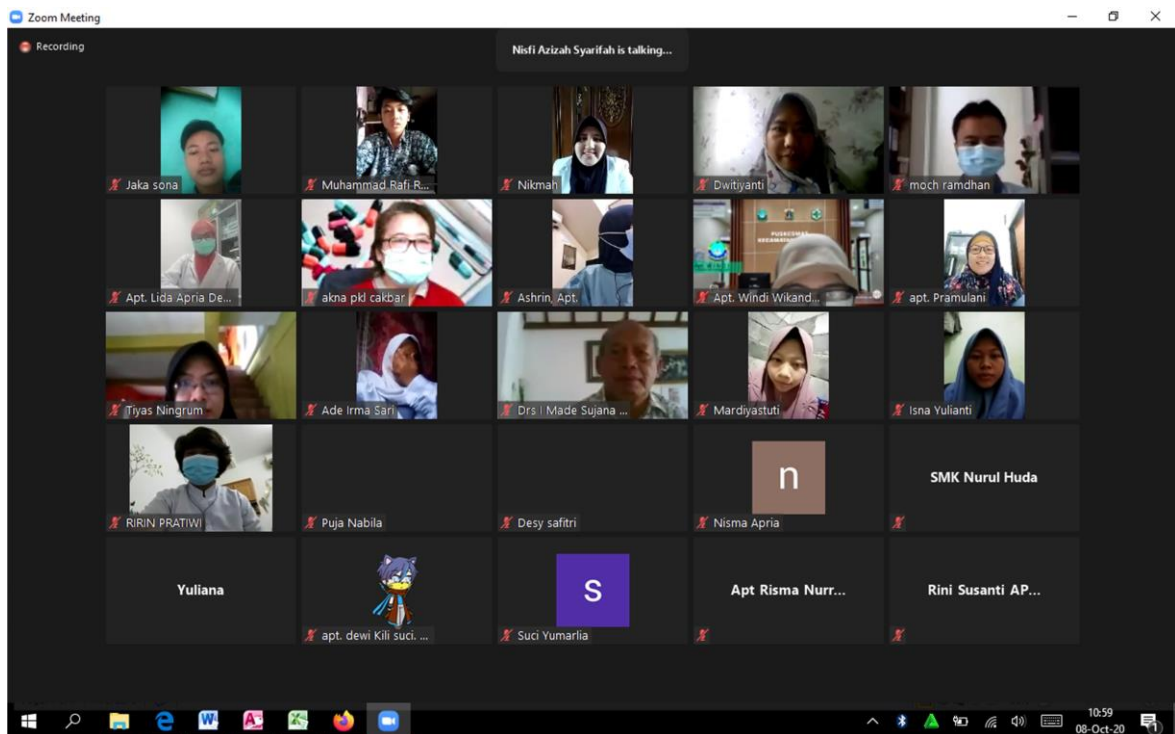 Zoom Meeting
Recording
Nisfi Azizah Syarifah is talking...
Jaka sona
Muhammad Rafi R...
Nikmah
Dwitiyanti
moch ramdhan
Apt. Lida Apria De...
akna pkl cakbar
Ashrin, Apt.
PUSKESMAS
Apt. Windi Wikand...
apt. Pramulani
Tiyas Ningrum
Ade Irma Sari
Drs I Made Sujana ...
Mardiyastuti
Isna Yulianti
RIRIN PRATIWI
Puja Nabila
Desy safitri
n
Nisma Apria
SMK Nurul Huda
Yuliana
apt. dewi Kili suci. ...
s
Suci Yumarlia
Apt Risma Nurr...
Rini Susanti AP...
10:59
08-Oct-20
1